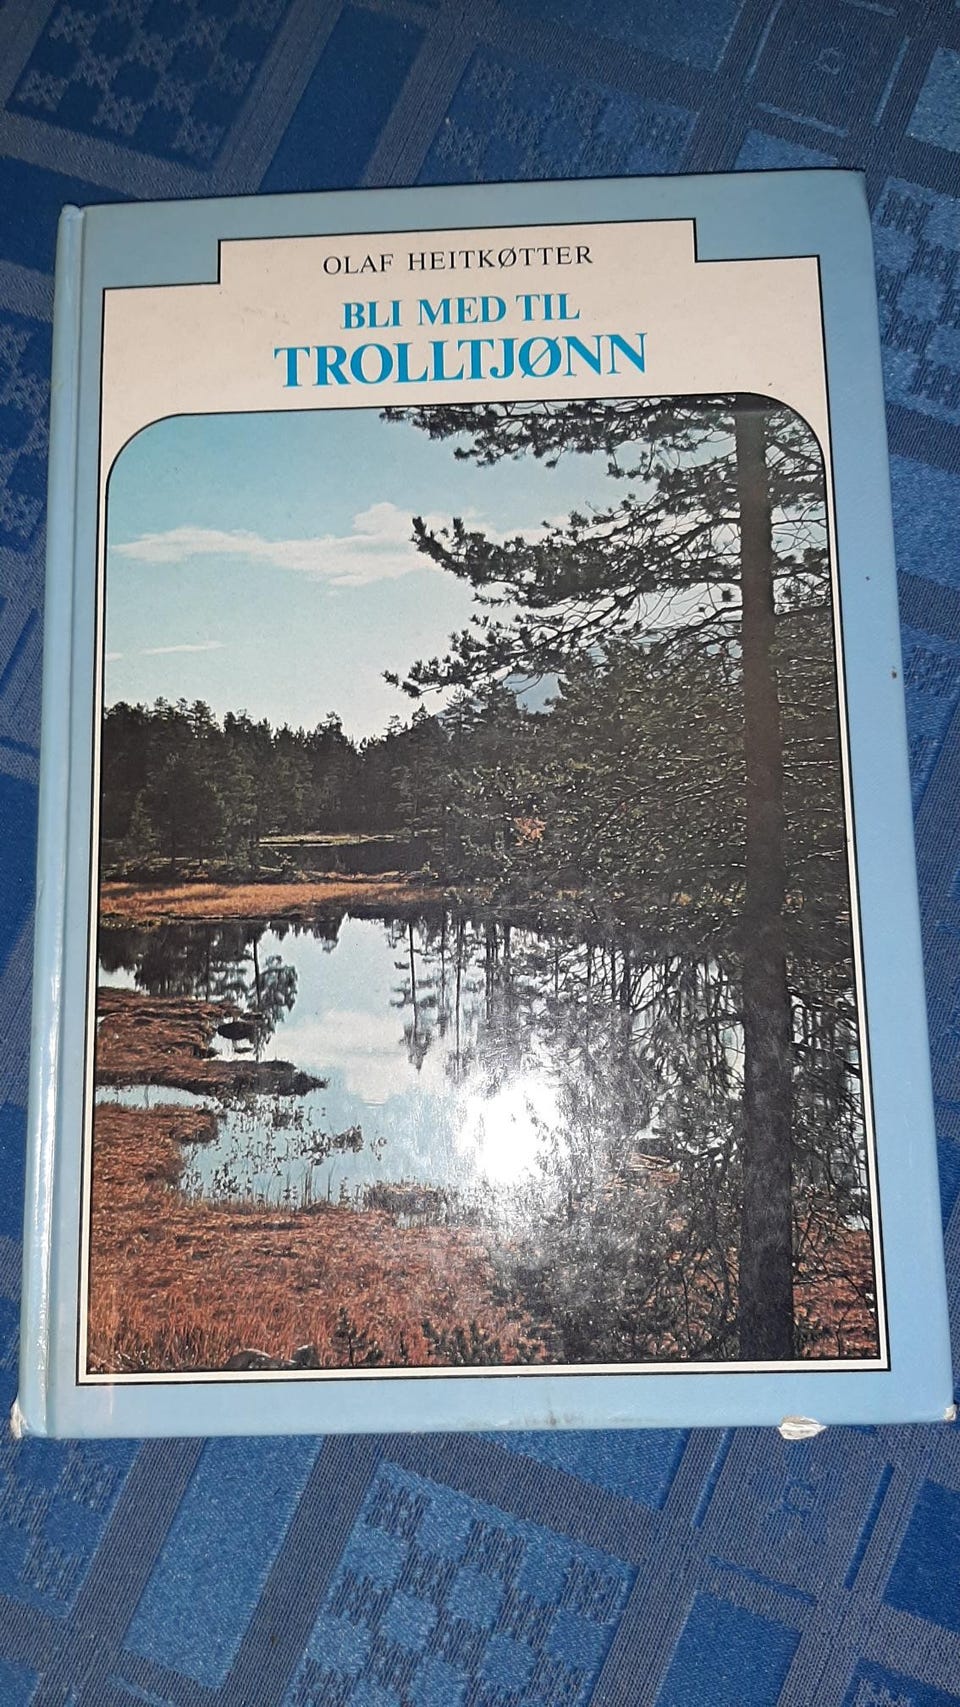 OLAF HEITKØTTER
BLI MED TIL
TROLLTJØNN